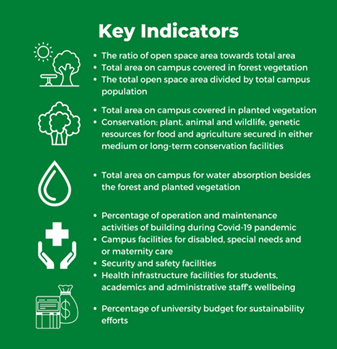 Key Indicators
• The ratio of open space area towards total area
• Total area on campus covered in forest vegetation
• The total open space area divided by total campus
population
• Total area on campus covered in planted vegetation
• Conservation: plant, animal and wildlife, genetic
resources for food and agriculture secured in either
medium or long-term conservation facilities
• Total area on campus for water absorption besides
the forest and planted vegetation
• Percentage of operation and maintenance
activities of building during Covid-19 pandemic
• Campus facilities for disabled, special needs and
or maternity care
• Security and safety facilities
• Health infrastructure facilities for students,
academics and administrative staff's wellbeing
• Percentage of university budget for sustainability
efforts